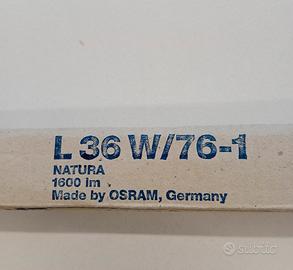 L 36 W/76-1
NATURA
1600 lm
Made by OSRAM, Germany
subito